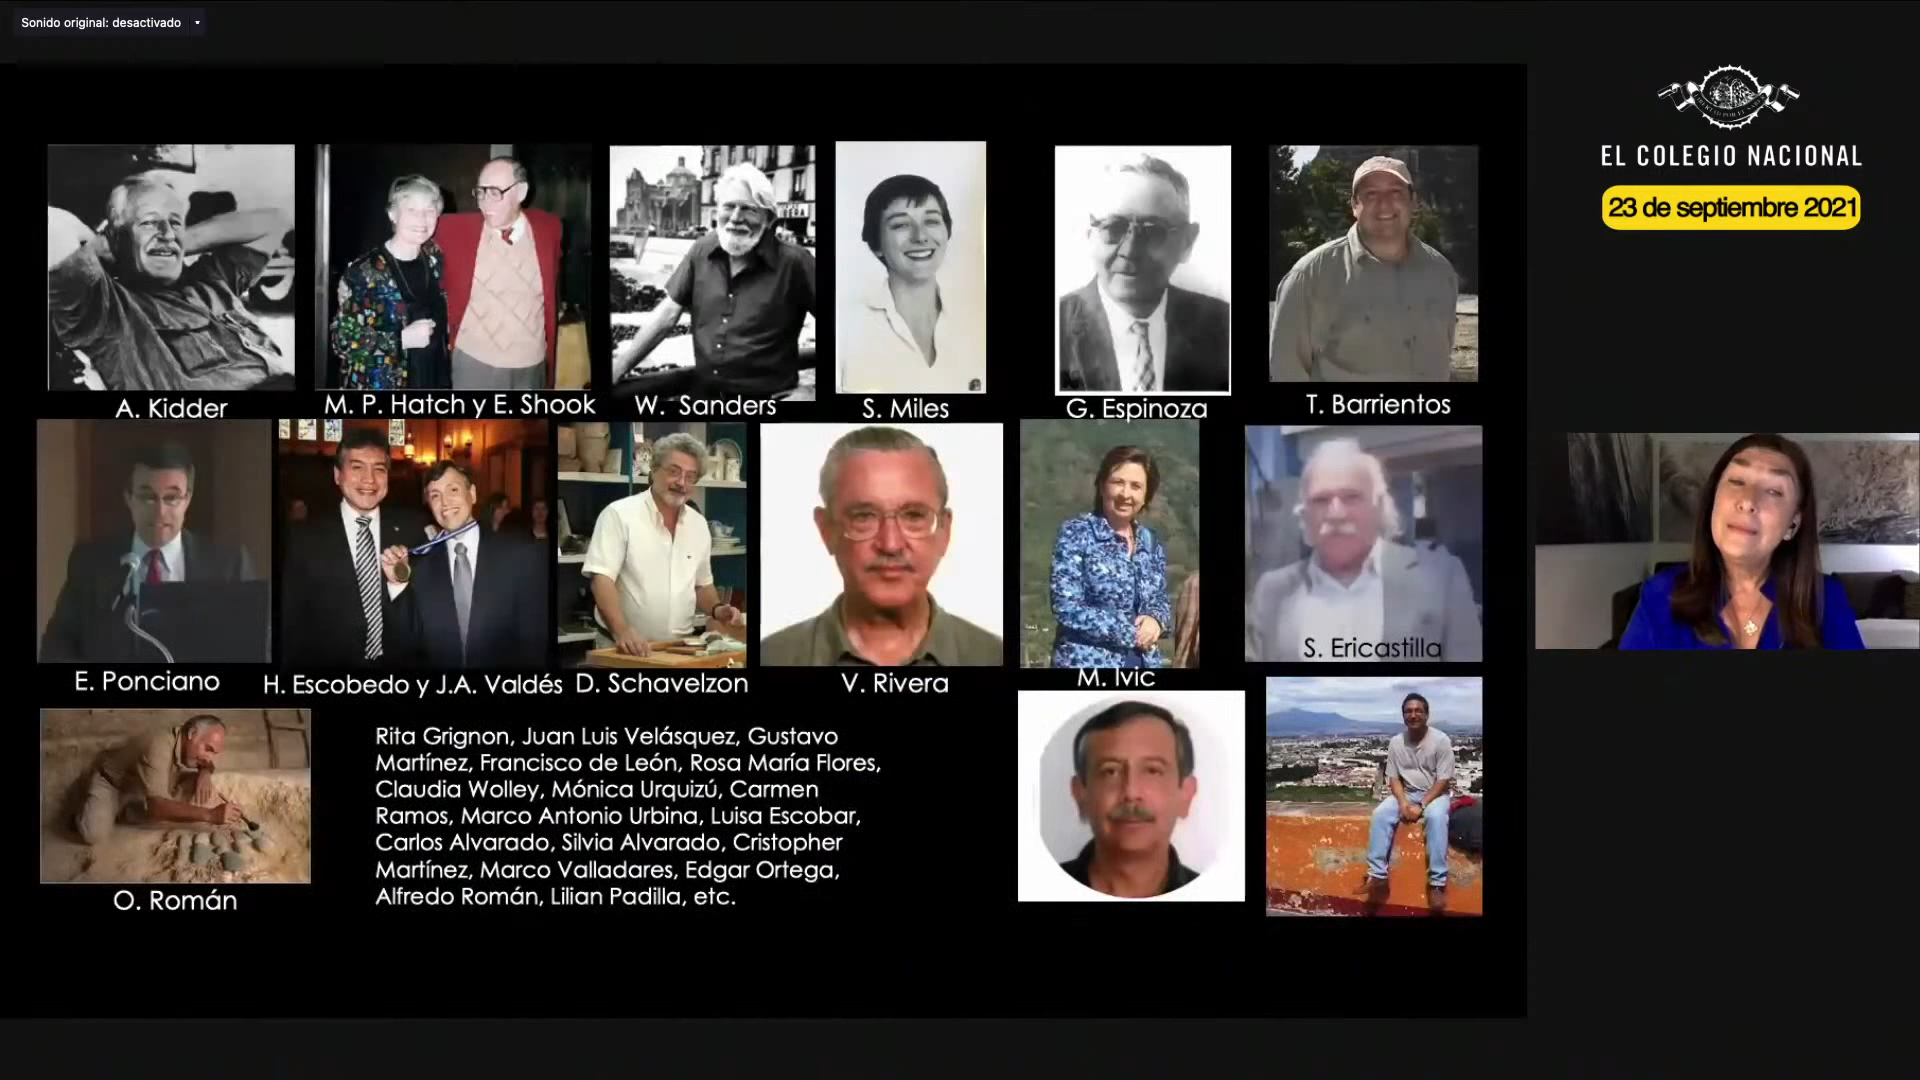 Sonido original: desactivado
EL COLEGIO NACIONAL
23 de septiembre 2021
A. Kidder
M. P. Hatch y E. Shook
W. Sanders
S. Miles
G. Espinoza
T. Barrientos
E. Ponciano
H. Escobedo y J.A. Valdés
D. Schavelzon
V. Rivera
M. Ivic
S. Ericastilla
O. Román
Rita Grignon, Juan Luis Velásquez, Gustavo
Martínez, Francisco de León, Rosa María Flores,
Claudia Wolley, Mónica Urquizú, Carmen
Ramos, Marco Antonio Urbina, Luisa Escobar,
Carlos Alvarado, Silvia Alvarado, Cristopher
Martínez, Marco Valladares, Edgar Ortega,
Alfredo Román, Lilian Padilla, etc.